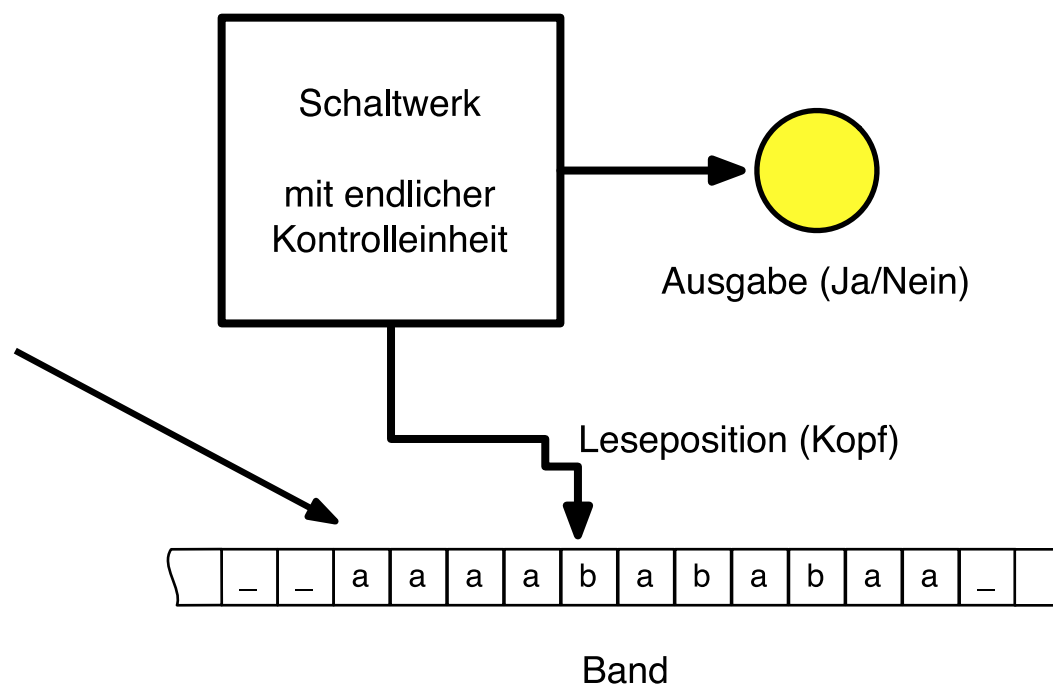 Schaltwerk
mit endlicher
Kontrolleinheit
Ausgabe (Ja/Nein)
Leseposition (Kopf)
_ _ a a a a b a b a b a a _
Band